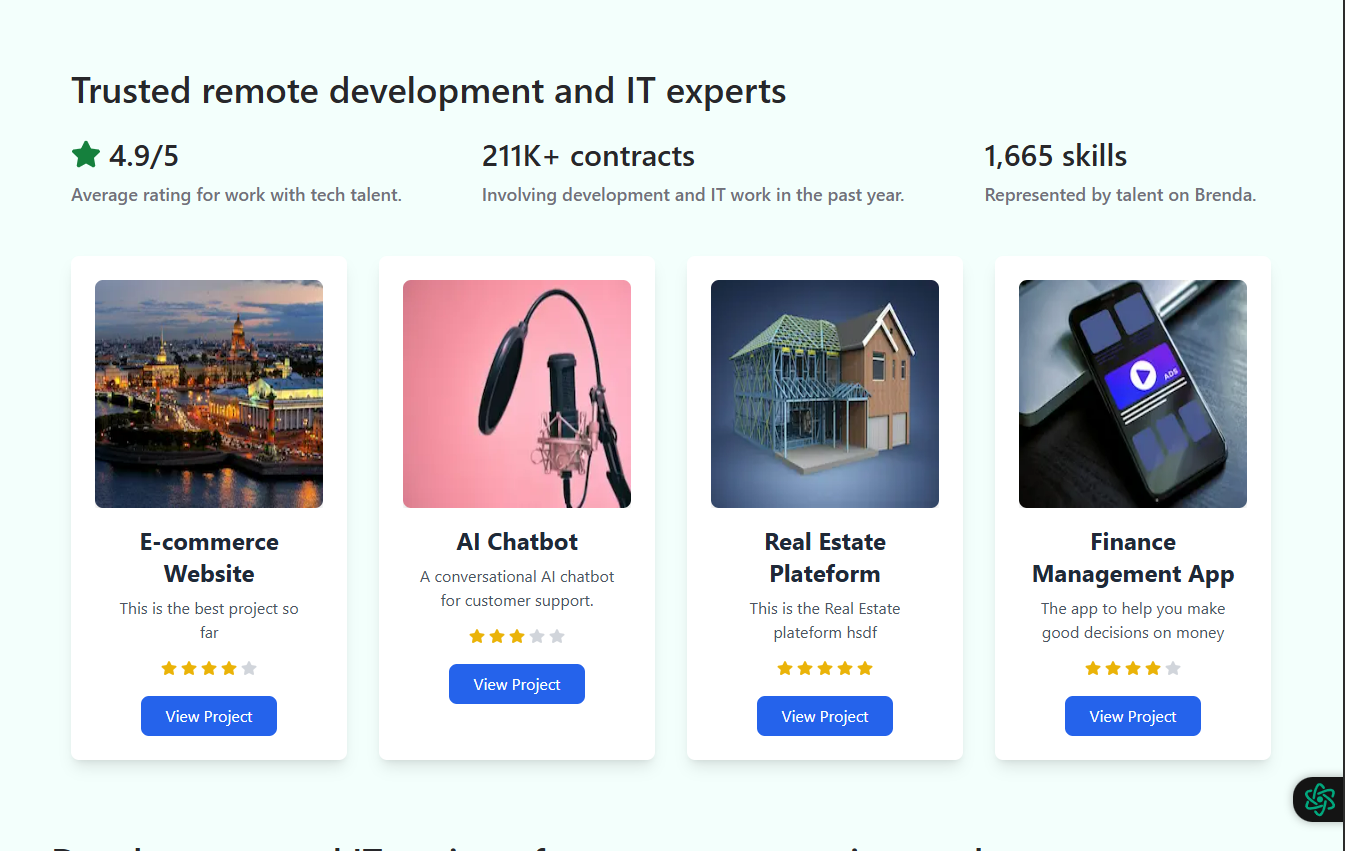 Trusted remote development and IT experts
4.9/5
211K+ contracts
1,665 skills
Average rating for work with tech talent.
Involving development and IT work in the past year.
Represented by talent on Brenda.
ADS
E-commerce
Website
This is the best project so
far
View Project
AI Chatbot
A conversational AI chatbot
for customer support.
View Project
Real Estate
Plateform
This is the Real Estate
plateform hsdf
View Project
Finance
Management App
The app to help you make
good decisions on money
View Project